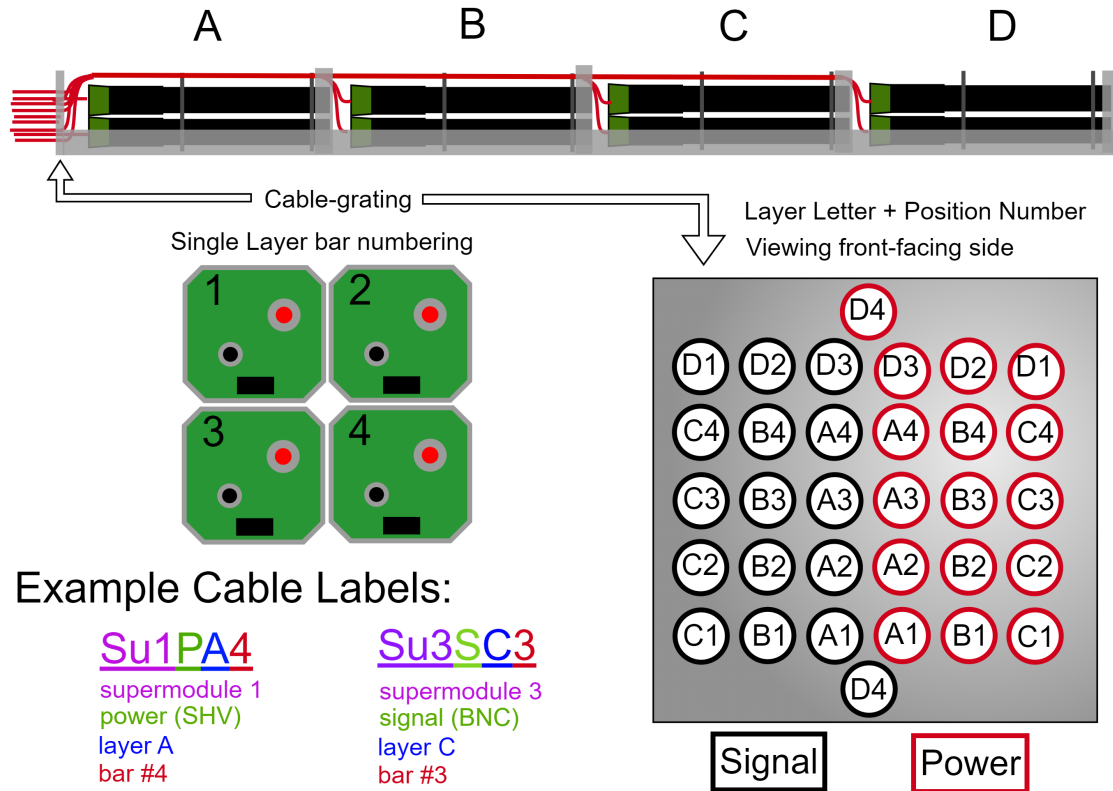 A B C D
Cable-grating
Layer Letter + Position Number
Viewing front-facing side
Single Layer bar numbering
1 2
3 4
D4
D1 D2 D3 D3 D2 D1
C4 B4 A4 A4 B4 C4
C3 B3 A3 A3 B3 C3
C2 B2 A2 A2 B2 C2
C1 B1 A1 A1 B1 C1
D4
Signal Power
Example Cable Labels:
Su1PA4
supermodule 1
power (SHV)
layer A
bar #4
Su3SC3
supermodule 3
signal (BNC)
layer C
bar #3